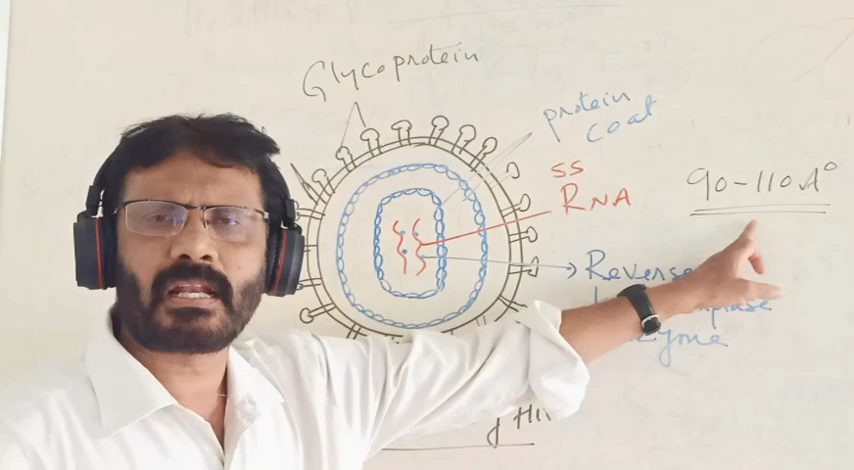 Glycoprotein
protein
coat
ss
RNA
90-110 A°
Reverse